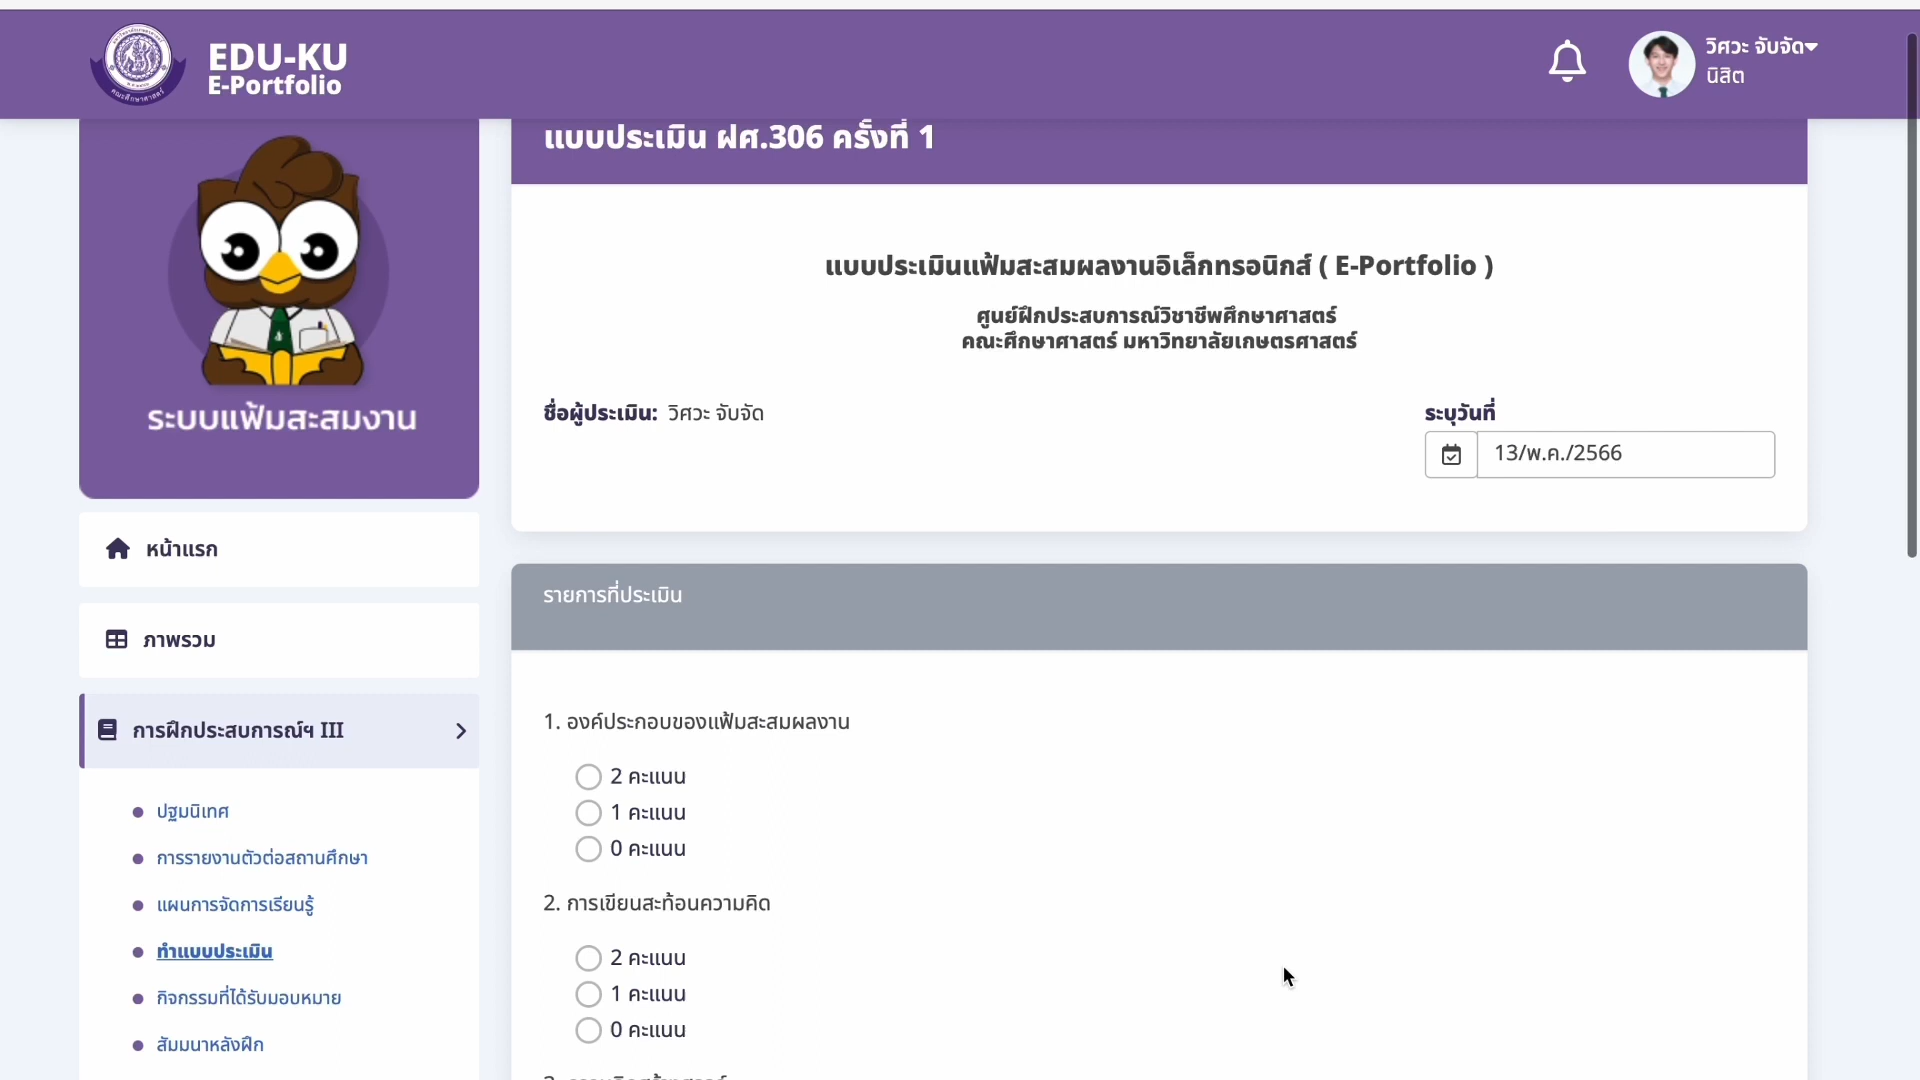 EDU-KU
E-Portfolio
คณะศึกษาศาสตร์
วิศวะ จับจัด
นิสิต
ระบบแฟ้มสะสมงาน
หน้าแรก
ภาพรวม
การฝึกประสบการณ์ฯ III
ปฐมนิเทศ
การรายงานตัวต่อสถานศึกษา
แผนการจัดการเรียนรู้
ทำแบบประเมิน
กิจกรรมที่ได้รับมอบหมาย
สัมมนาหลังฝึก
แบบประเมิน ฝศ.306 ครั้งที่ 1
แบบประเมินแฟ้มสะสมผลงานอิเล็กทรอนิกส์ ( E-Portfolio )
ศูนย์ฝึกประสบการณ์วิชาชีพศึกษาศาสตร์
คณะศึกษาศาสตร์ มหาวิทยาลัยเกษตรศาสตร์
ชื่อผู้ประเมิน: วิศวะ จับจัด
ระบุวันที่
13/พ.ค./2566
รายการที่ประเมิน
1. องค์ประกอบของแฟ้มสะสมผลงาน
2 คะแนน
1 คะแนน
0 คะแนน
2. การเขียนสะท้อนความคิด
2 คะแนน
1 คะแนน
0 คะแนน